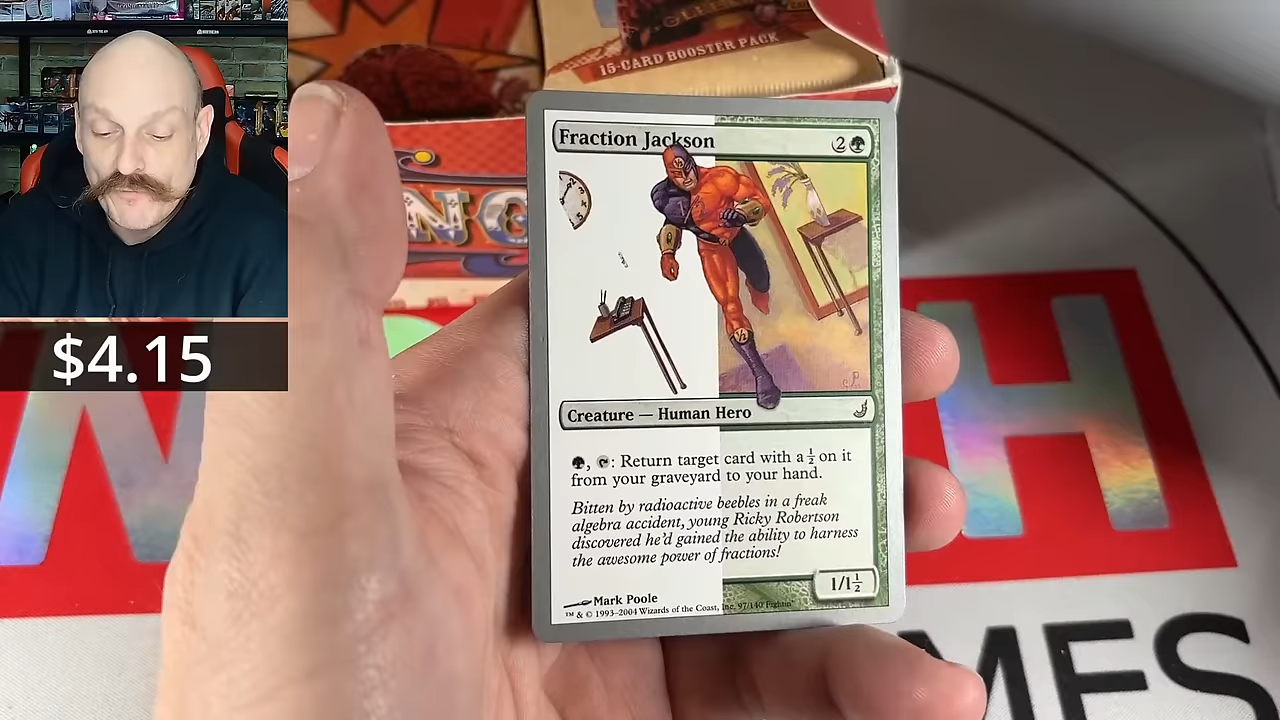 15-CARD BOOSTER PACK
Fraction Jackson 2
$4.15
Creature — Human Hero
, : Return target card with a ½ on it
from your graveyard to your hand.
Bitten by radioactive beebles in a freak
algebra accident, young Ricky Robertson
discovered he'd gained the ability to harness
the awesome power of fractions!
1/1½
Mark Poole
™ & © 1993–2004 Wizards of the Coast, Inc. 97/140 Fightin'